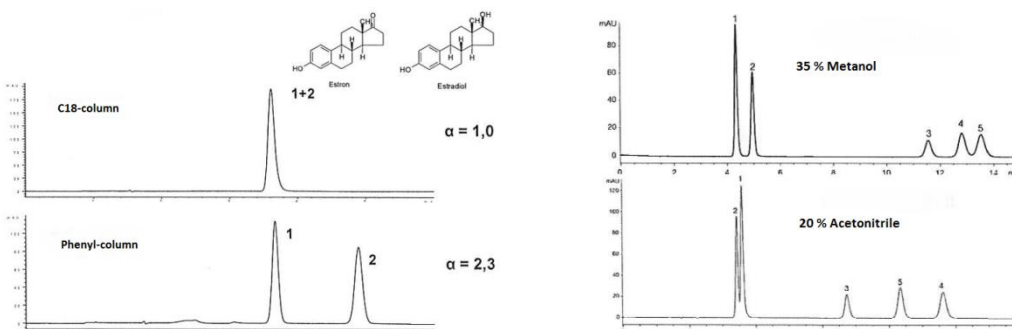 CH₃
O
H
H
H
HO
Estron
CH₃
OH
H
H
H
HO
Estradiol
C18-column
1+2
α = 1,0
Phenyl-column
1
2
α = 2,3
mAU
80
60
40
20
0
1
2
35 % Metanol
3
4
5
0
2
4
6
8
10
12
14
mAU
100
80
60
40
20
0
2
1
20 % Acetonitrile
3
5
4